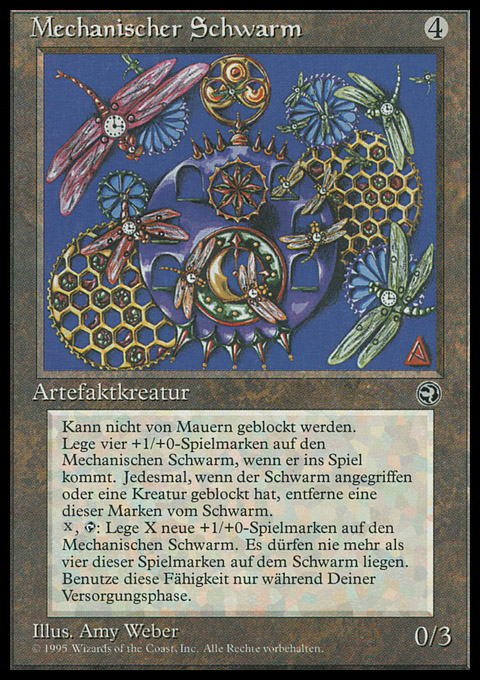 Mechanischer Schwarm 4
Artefaktkreatur
Kann nicht von Mauern geblockt werden.
Lege vier +1/+0-Spielmarken auf den
Mechanischen Schwarm, wenn er ins Spiel
kommt. Jedesmal, wenn der Schwarm angegriffen
oder eine Kreatur geblockt hat, entferne eine
dieser Marken vom Schwarm.
X, : Lege X neue +1/+0-Spielmarken auf den
Mechanischen Schwarm. Es dürfen nie mehr als
vier dieser Spielmarken auf dem Schwarm liegen.
Benutze diese Fähigkeit nur während Deiner
Versorgungsphase.
Illus. Amy Weber
0/3
© 1995 Wizards of the Coast, Inc. Alle Rechte vorbehalten.